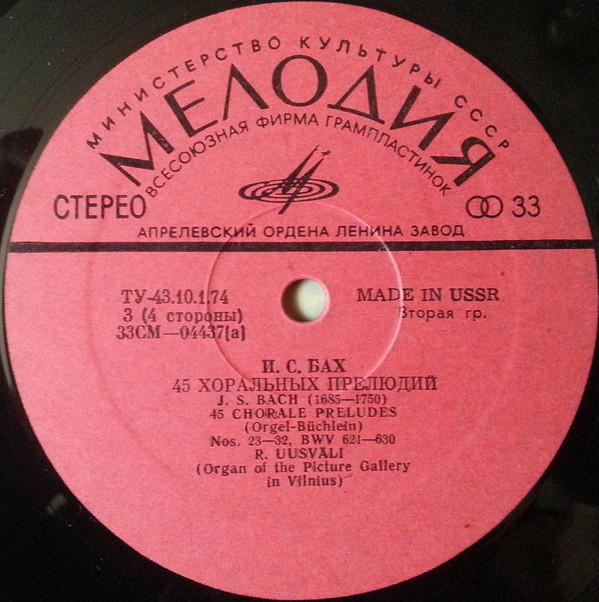 МИНИСТЕРСТВО КУЛЬТУРЫ СССР
МЕЛОДИЯ
ВСЕСОЮЗНАЯ ФИРМА ГРАМПЛАСТИНОК
СТЕРЕО
33
АПРЕЛЕВСКИЙ ОРДЕНА ЛЕНИНА ЗАВОД
ТУ-43.10.1.74
3 (4 стороны)
33СМ—04437(а)
MADE IN USSR
Вторая гр.
И. С. БАХ
45 ХОРАЛЬНЫХ ПРЕЛЮДИЙ
J. S. BACH (1685—1750)
45 CHORALE PRELUDES
(Orgel-Büchlein)
Nos. 23—32, BWV 621—630
R. UUSVÄLI
(Organ of the Picture Gallery
in Vilnius)